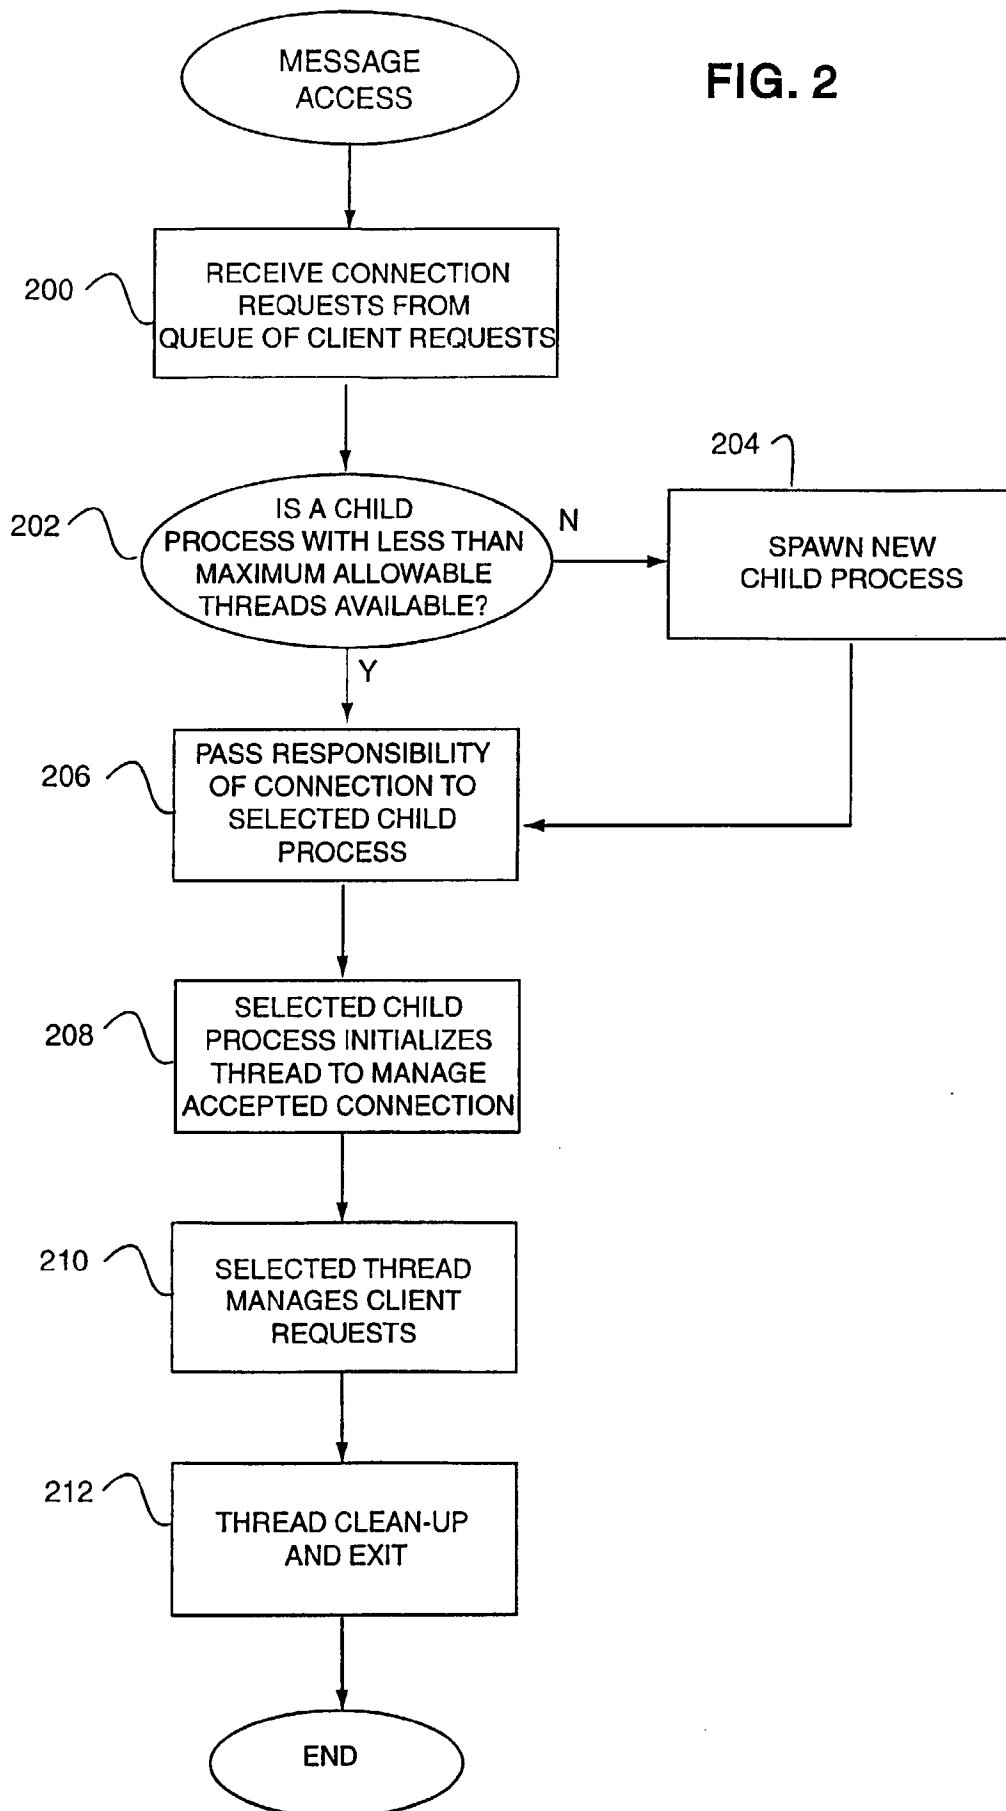 MESSAGE
ACCESS
FIG. 2
200
RECEIVE CONNECTION
REQUESTS FROM
QUEUE OF CLIENT REQUESTS
202
IS A CHILD
PROCESS WITH LESS THAN
MAXIMUM ALLOWABLE
THREADS AVAILABLE?
N
204
SPAWN NEW
CHILD PROCESS
Y
206
PASS RESPONSIBILITY
OF CONNECTION TO
SELECTED CHILD
PROCESS
208
SELECTED CHILD
PROCESS INITIALIZES
THREAD TO MANAGE
ACCEPTED CONNECTION
210
SELECTED THREAD
MANAGES CLIENT
REQUESTS
212
THREAD CLEAN-UP
AND EXIT
END